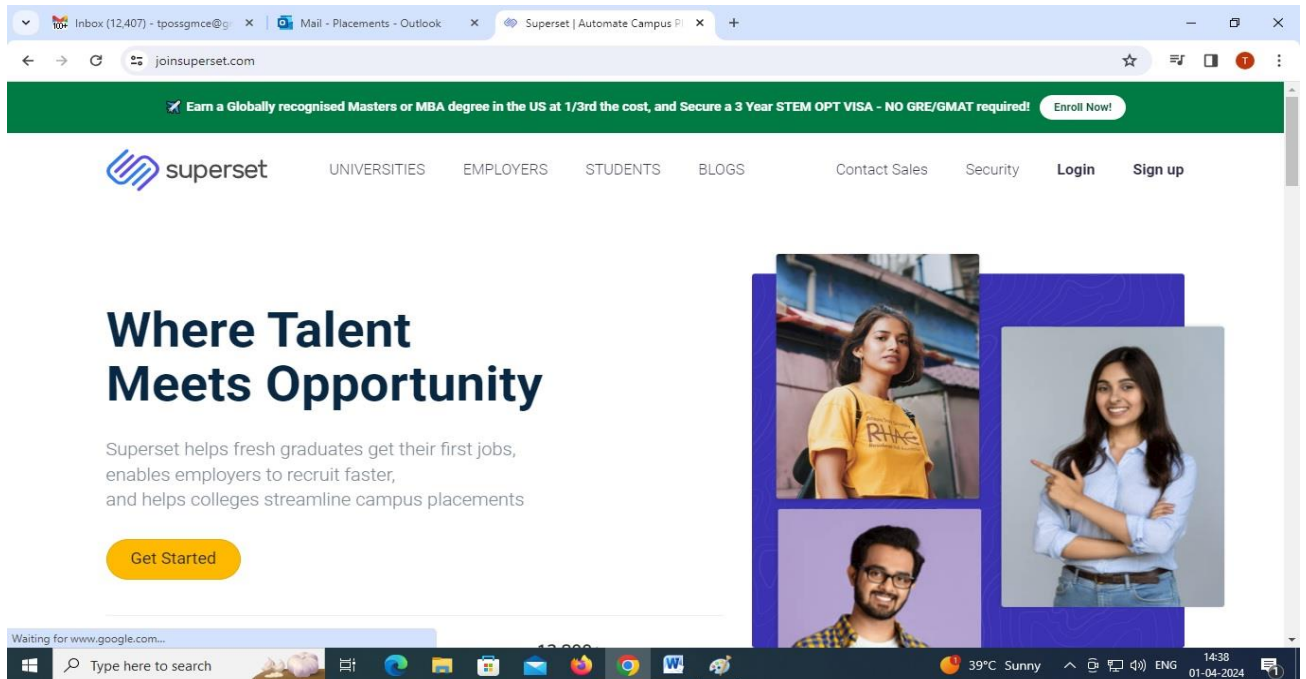 Inbox (12,407) - tpossgmce@g
Mail - Placements - Outlook
Superset | Automate Campus P
joinsuperset.com
T
Earn a Globally recognised Masters or MBA degree in the US at 1/3rd the cost, and Secure a 3 Year STEM OPT VISA - NO GRE/GMAT required! Enroll Now!
superset UNIVERSITIES EMPLOYERS STUDENTS BLOGS Contact Sales Security Login Sign up
Where Talent
Meets Opportunity
Superset helps fresh graduates get their first jobs,
enables employers to recruit faster,
and helps colleges streamline campus placements
Get Started
RHAC
Waiting for www.google.com...
Type here to search
39°C Sunny
ENG
14:38
01-04-2024
1